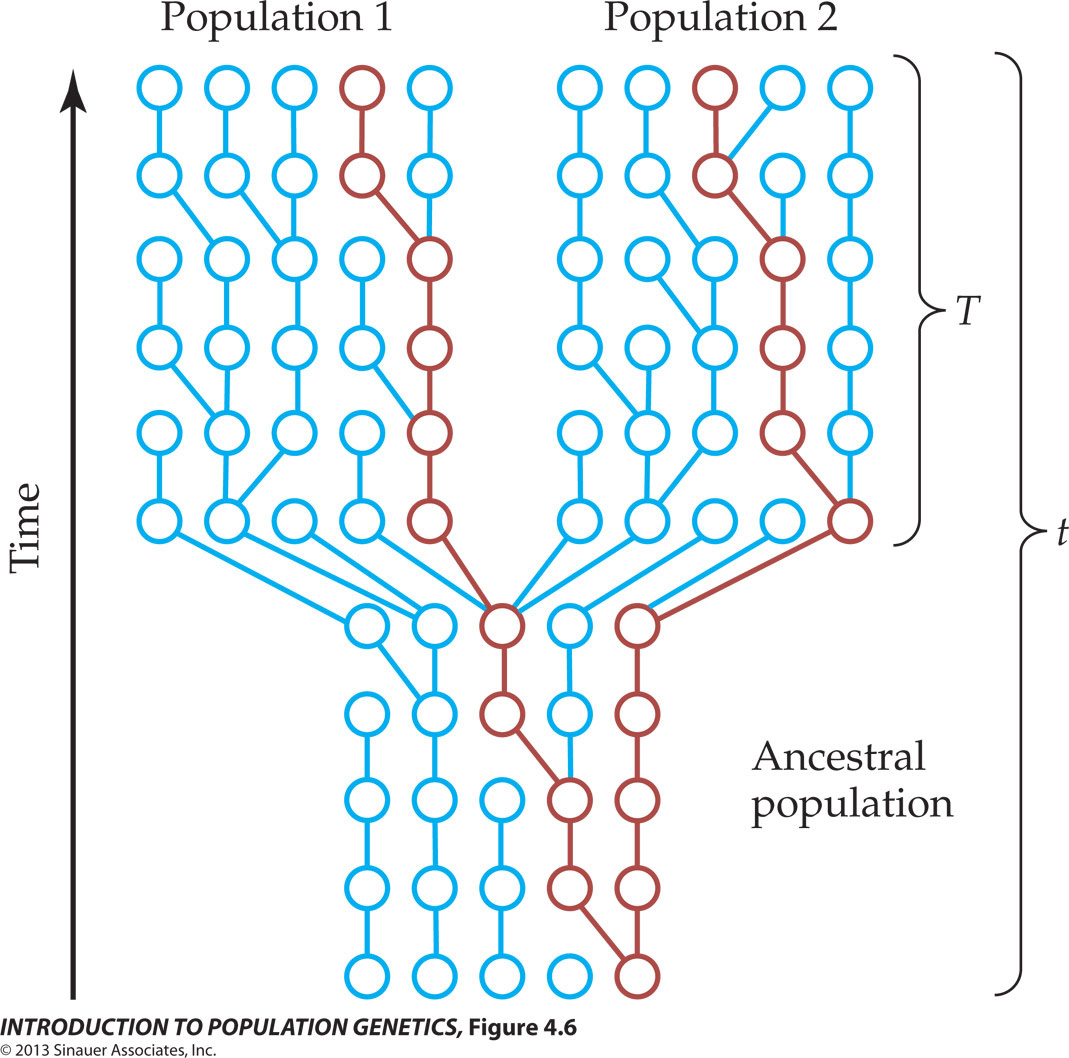 Population 1
Population 2
T
t
Time
Ancestral
population
INTRODUCTION TO POPULATION GENETICS, Figure 4.6
© 2013 Sinauer Associates, Inc.